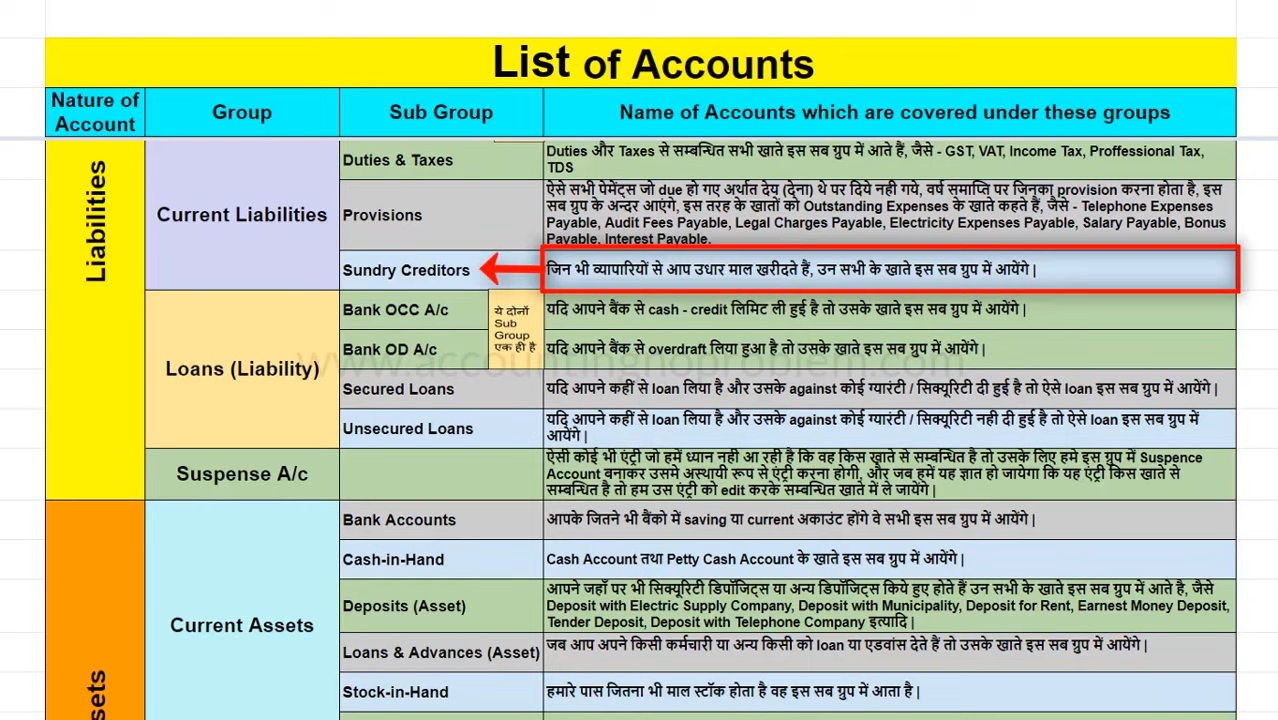 List of Accounts
Nature of
Account
Group
Sub Group
Name of Accounts which are covered under these groups
Liabilities
Current Liabilities
Duties & Taxes
Duties और Taxes से सम्बन्धित सभी खाते इस सब ग्रुप में आते हैं, जैसे - GST, VAT, Income Tax, Proffessional Tax,
TDS
Provisions
ऐसे सभी पेमेंट्स जो due हो गए अर्थात देय (देना) थे पर दिये नही गये, वर्ष समाप्ति पर जिनका provision करना होता है, इस
सब ग्रुप के अन्दर आएंगे, इस तरह के खातों को Outstanding Expenses के खाते कहते हैं, जैसे - Telephone Expenses
Payable, Audit Fees Payable, Legal Charges Payable, Electricity Expenses Payable, Salary Payable, Bonus
Payable, Interest Payable.
Sundry Creditors
जिन भी व्यापारियों से आप उधार माल खरीदते हैं, उन सभी के खाते इस सब ग्रुप में आयेंगे |
Loans (Liability)
Bank OCC A/c
ये दोनों
Sub
Group
एक ही है
यदि आपने बैंक से cash - credit लिमिट ली हुई है तो उसके खाते इस सब ग्रुप में आयेंगे |
Bank OD A/c
यदि आपने बैंक से overdraft लिया हुआ है तो उसके खाते इस सब ग्रुप में आयेंगे |
www.accountingnoproblem.com
Secured Loans
यदि आपने कहीं से loan लिया है और उसके against कोई ग्यारंटी / सिक्यूरिटी दी हुई है तो ऐसे loan इस सब ग्रुप में आयेंगे |
Unsecured Loans
यदि आपने कहीं से loan लिया है और उसके against कोई ग्यारंटी / सिक्यूरिटी नही दी हुई है तो ऐसे loan इस सब ग्रुप में
आयेंगे |
Suspense A/c
ऐसी कोई भी एंट्री जो हमें ध्यान नही आ रही है कि वह किस खाते से सम्बन्धित है तो उसके लिए हमे इस ग्रुप में Suspence
Account बनाकर उसमे अस्थायी रूप से एंट्री करना होगी, और जब हमें यह ज्ञात हो जायेगा कि यह एंट्री किस खाते से
सम्बन्धित है तो हम उस एंट्री को edit करके सम्बन्धित खाते में ले जायेंगे |
sets
Current Assets
Bank Accounts
आपके जितने भी बैंको में saving या current अकाउंट होंगे वे सभी इस सब ग्रुप में आयेंगे |
Cash-in-Hand
Cash Account तथा Petty Cash Account के खाते इस सब ग्रुप में आयेंगे |
Deposits (Asset)
आपने जहाँ पर भी सिक्यूरिटी डिपॉजिट्स या अन्य डिपॉजिट्स किये हुए होते हैं उन सभी के खाते इस सब ग्रुप में आते है, जैसे
Deposit with Electric Supply Company, Deposit with Municipality, Deposit for Rent, Earnest Money Deposit,
Tender Deposit, Deposit with Telephone Company इत्यादि |
Loans & Advances (Asset)
जब आप अपने किसी कर्मचारी या अन्य किसी को loan या एडवांस देते हैं तो उसके खाते इस सब ग्रुप में आयेंगे |
Stock-in-Hand
हमारे पास जितना भी माल स्टॉक होता है वह इस सब ग्रुप में आता है |